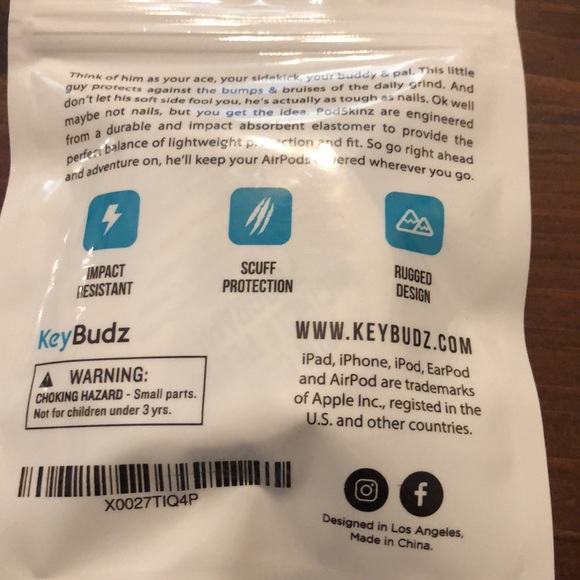 Think of him as your ace, your sidekick, your buddy & pal. This little
guy protects against the bumps & bruises of the daily grind. And
don't let his soft side fool you, he's actually as tough as nails. Ok well
maybe not nails, but you get the idea. PodSkinz are engineered
from a durable and impact absorbent elastomer to provide the
perfect balance of lightweight and fit. So go right ahead
and adventure on, he'll keep your AirPods wherever you go.
IMPACT
RESISTANT
SCUFF
PROTECTION
RUGGED
DESIGN
KeyBudz
WARNING:
CHOKING HAZARD - Small parts.
Not for children under 3 yrs.
X0027TIQ4P
WWW.KEYBUDZ.COM
iPad, iPhone, iPod, EarPod
and AirPod are trademarks
of Apple Inc., registed in the
U.S. and other countries.
Designed in Los Angeles,
Made in China.